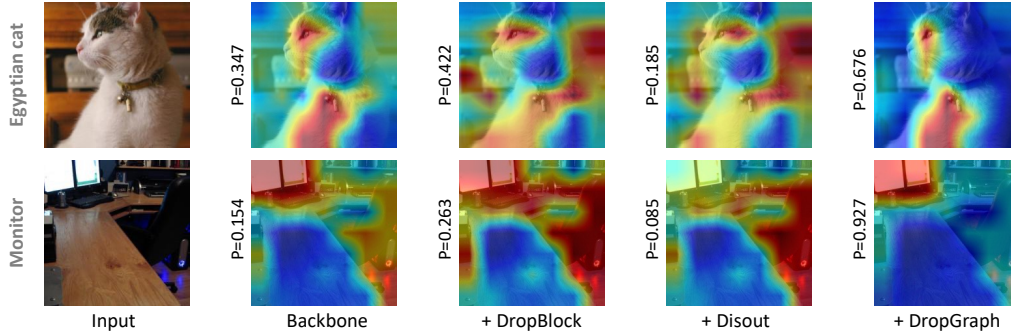 Egyptian cat
P=0.347
P=0.422
P=0.185
P=0.676
Monitor
P=0.154
P=0.263
P=0.085
P=0.927
Input
Backbone
+ DropBlock
+ Disout
+ DropGraph